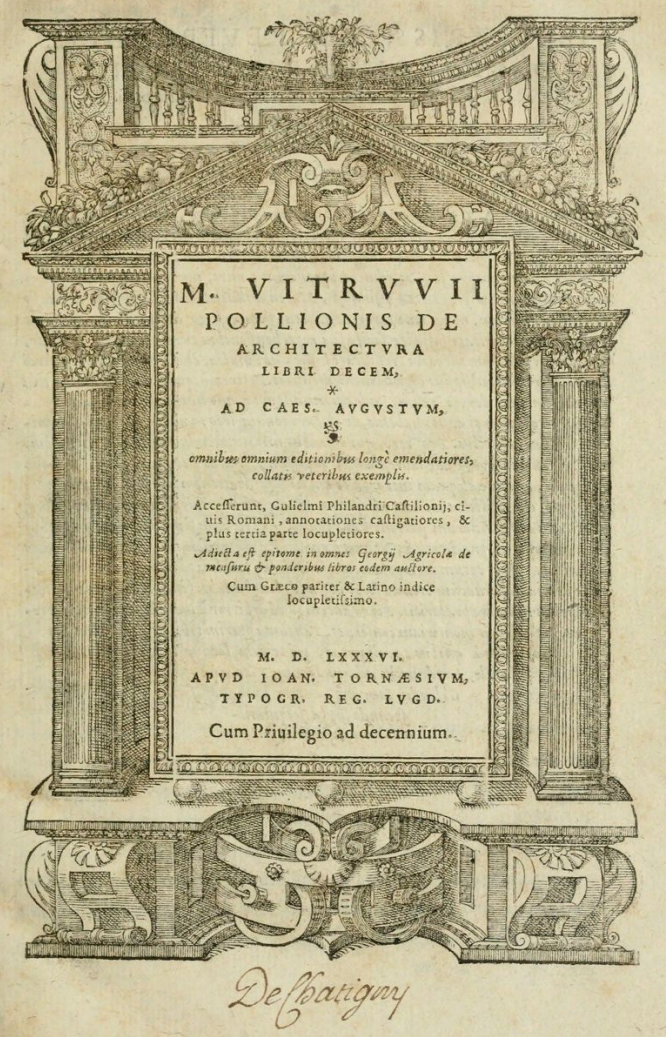 M. VITRVVII
POLLIONIS DE
ARCHITECTVRA
LIBRI DECEM,
*
AD CAES. AVGVSTVM,
omnibus omnium editionibus longè emendatiores,
collatis veteribus exemplis.
Accesserunt, Gulielmi Philandri Castilionij, ci-
uis Romani, annotationes castigatiores, &
plus tertia parte locupletiores.
Adiecta est epitome in omnes Georgij Agricolæ de
mensuris & ponderibus libros eodem auctore.
Cum Græco pariter & Latino indice
locupletissimo.
M. D. LXXXVI.
APVD IOAN. TORNÆSIVM,
TYPOGR. REG. LVGD.
Cum Priuilegio ad decennium.
De Chatigny